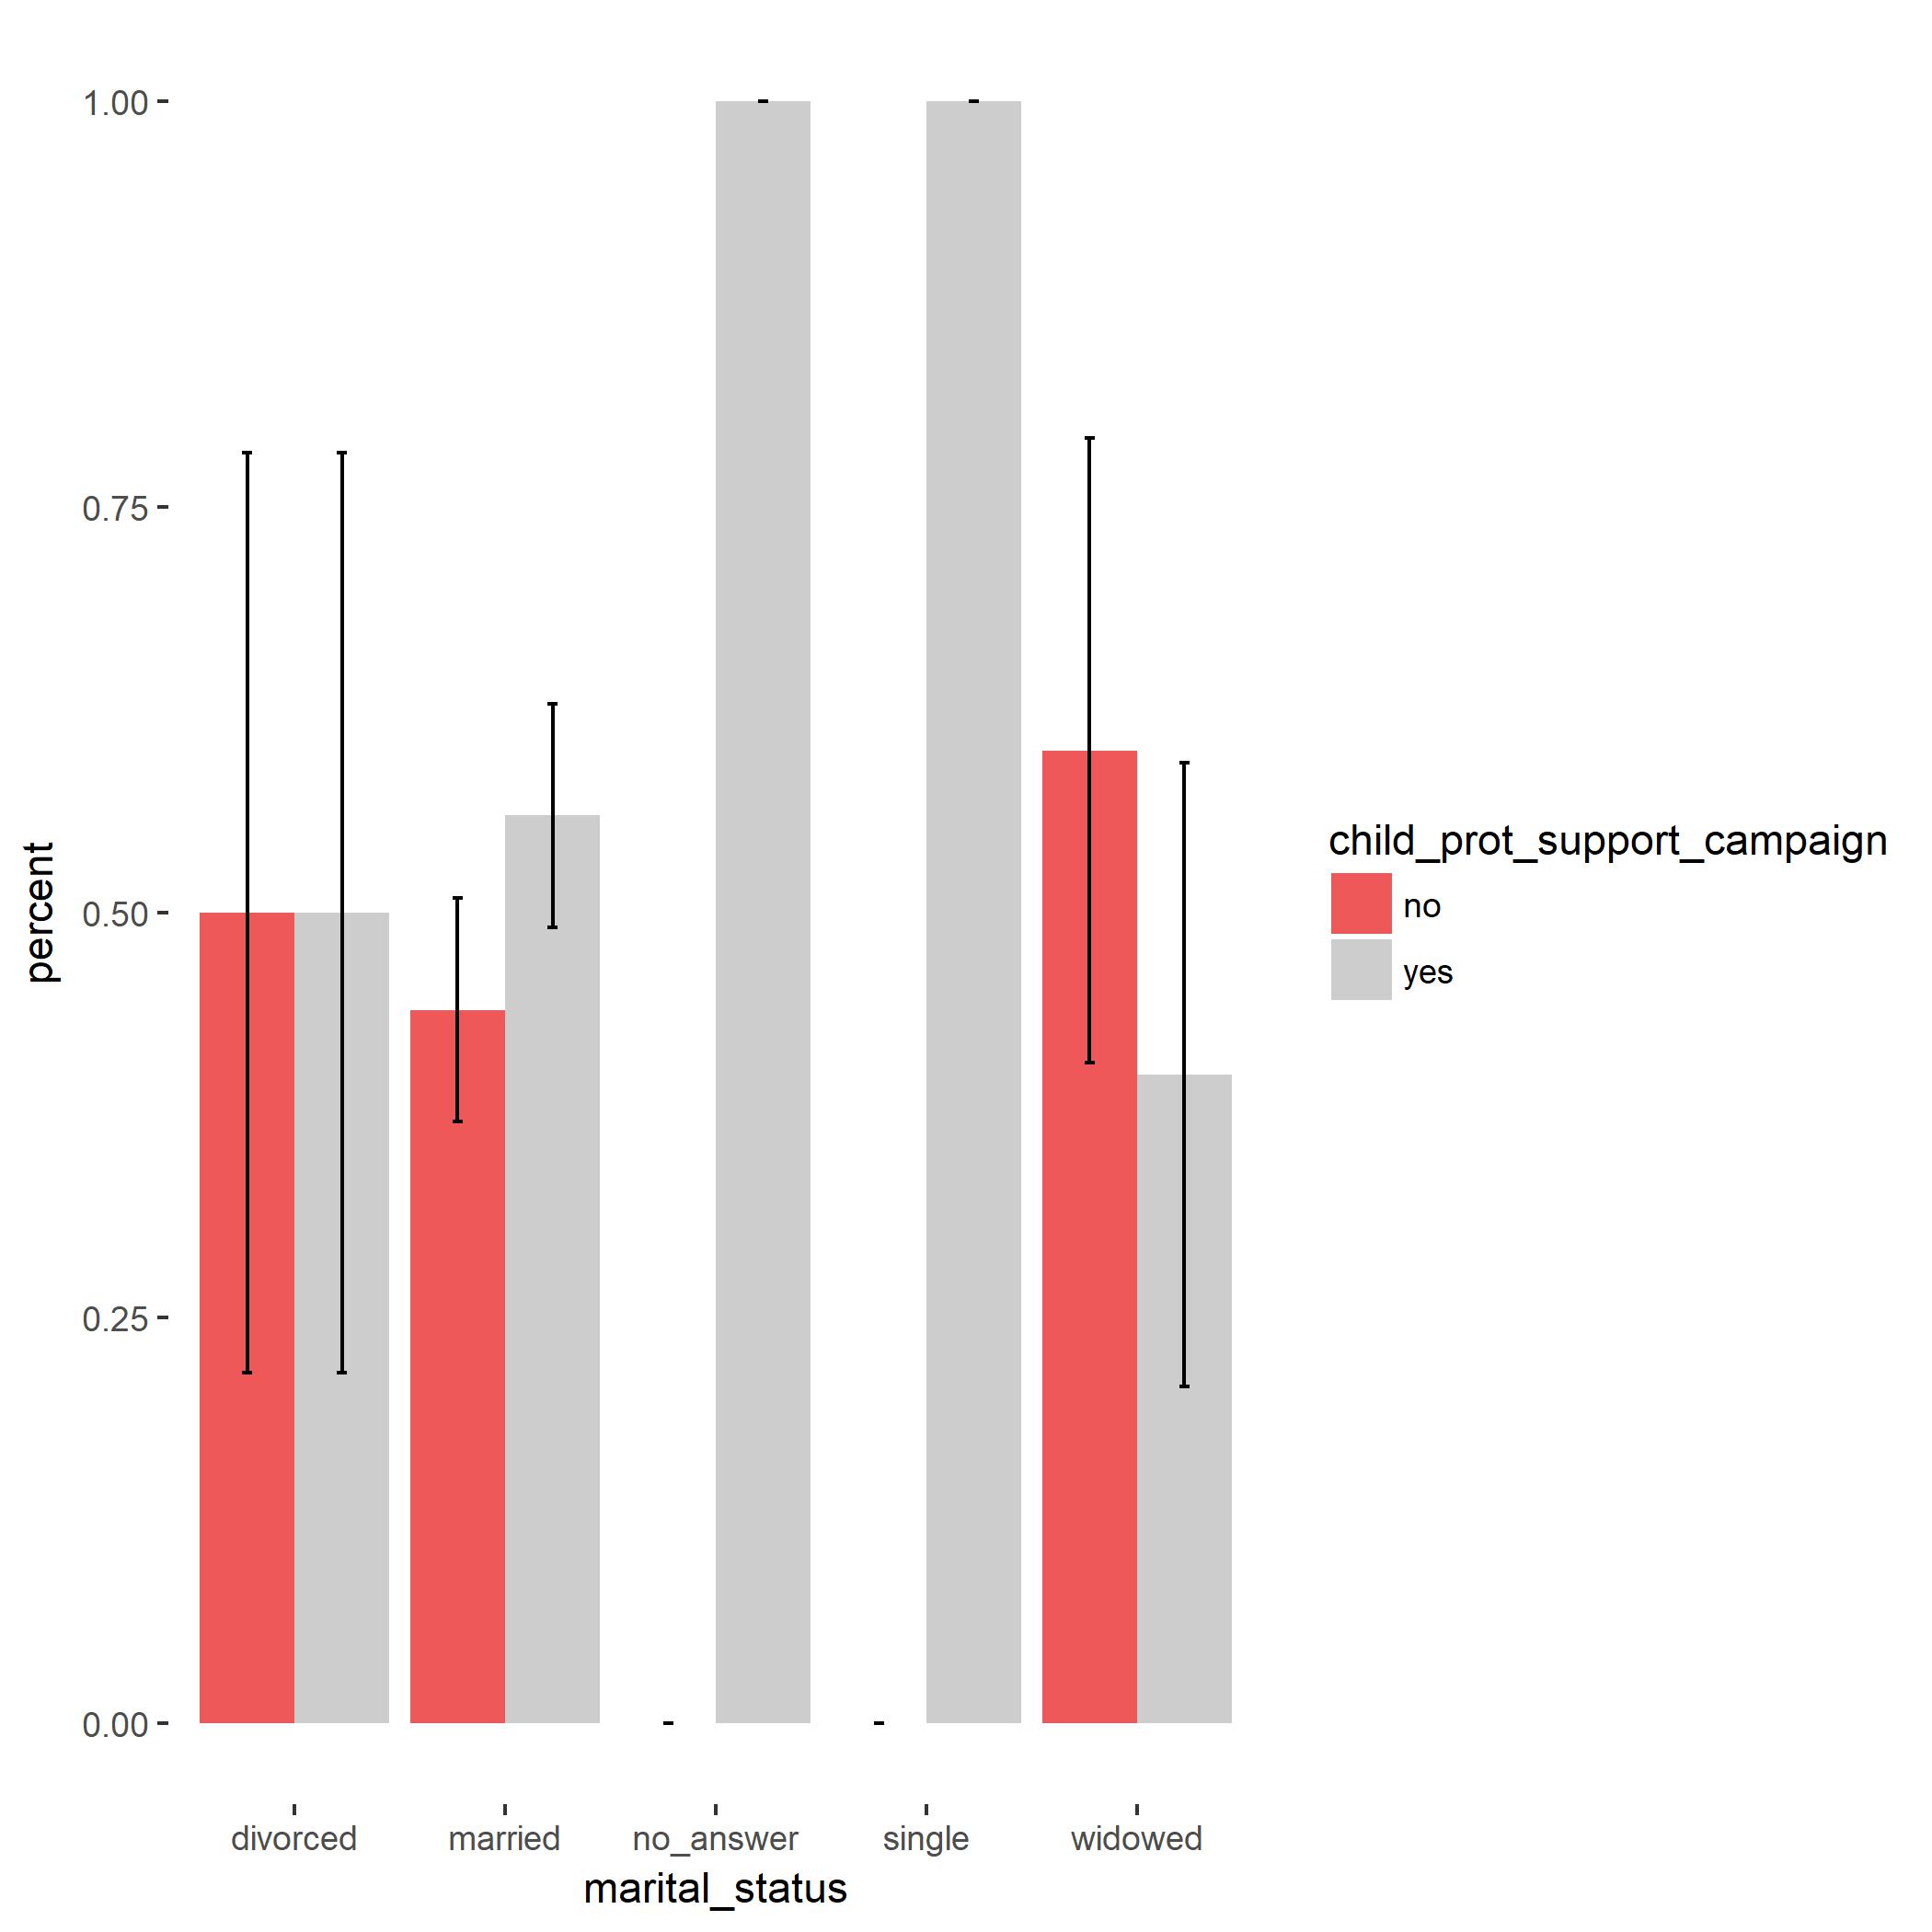 1.00
0.75
0.50
0.25
0.00
percent
divorced married no_answer single widowed
marital_status
child_prot_support_campaign
no
yes